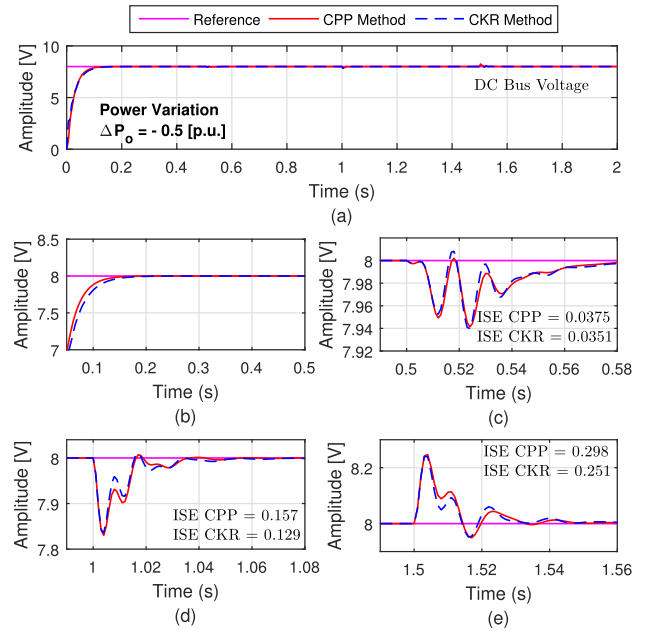 Reference CPP Method CKR Method
Amplitude [V]
10
5
0
DC Bus Voltage
Power Variation
ΔPo = - 0.5 [p.u.]
0 0.2 0.4 0.6 0.8 1 1.2 1.4 1.6 1.8 2
Time (s)
(a)
Amplitude [V]
8.5
8
7.5
7
0.1 0.2 0.3 0.4 0.5
Time (s)
(b)
Amplitude [V]
8
7.98
7.96
7.94
7.92
ISE CPP = 0.0375
ISE CKR = 0.0351
0.5 0.52 0.54 0.56 0.58
Time (s)
(c)
Amplitude [V]
8
7.9
7.8
ISE CPP = 0.157
ISE CKR = 0.129
1 1.02 1.04 1.06 1.08
Time (s)
(d)
Amplitude [V]
8.2
8
ISE CPP = 0.298
ISE CKR = 0.251
1.5 1.52 1.54 1.56
Time (s)
(e)